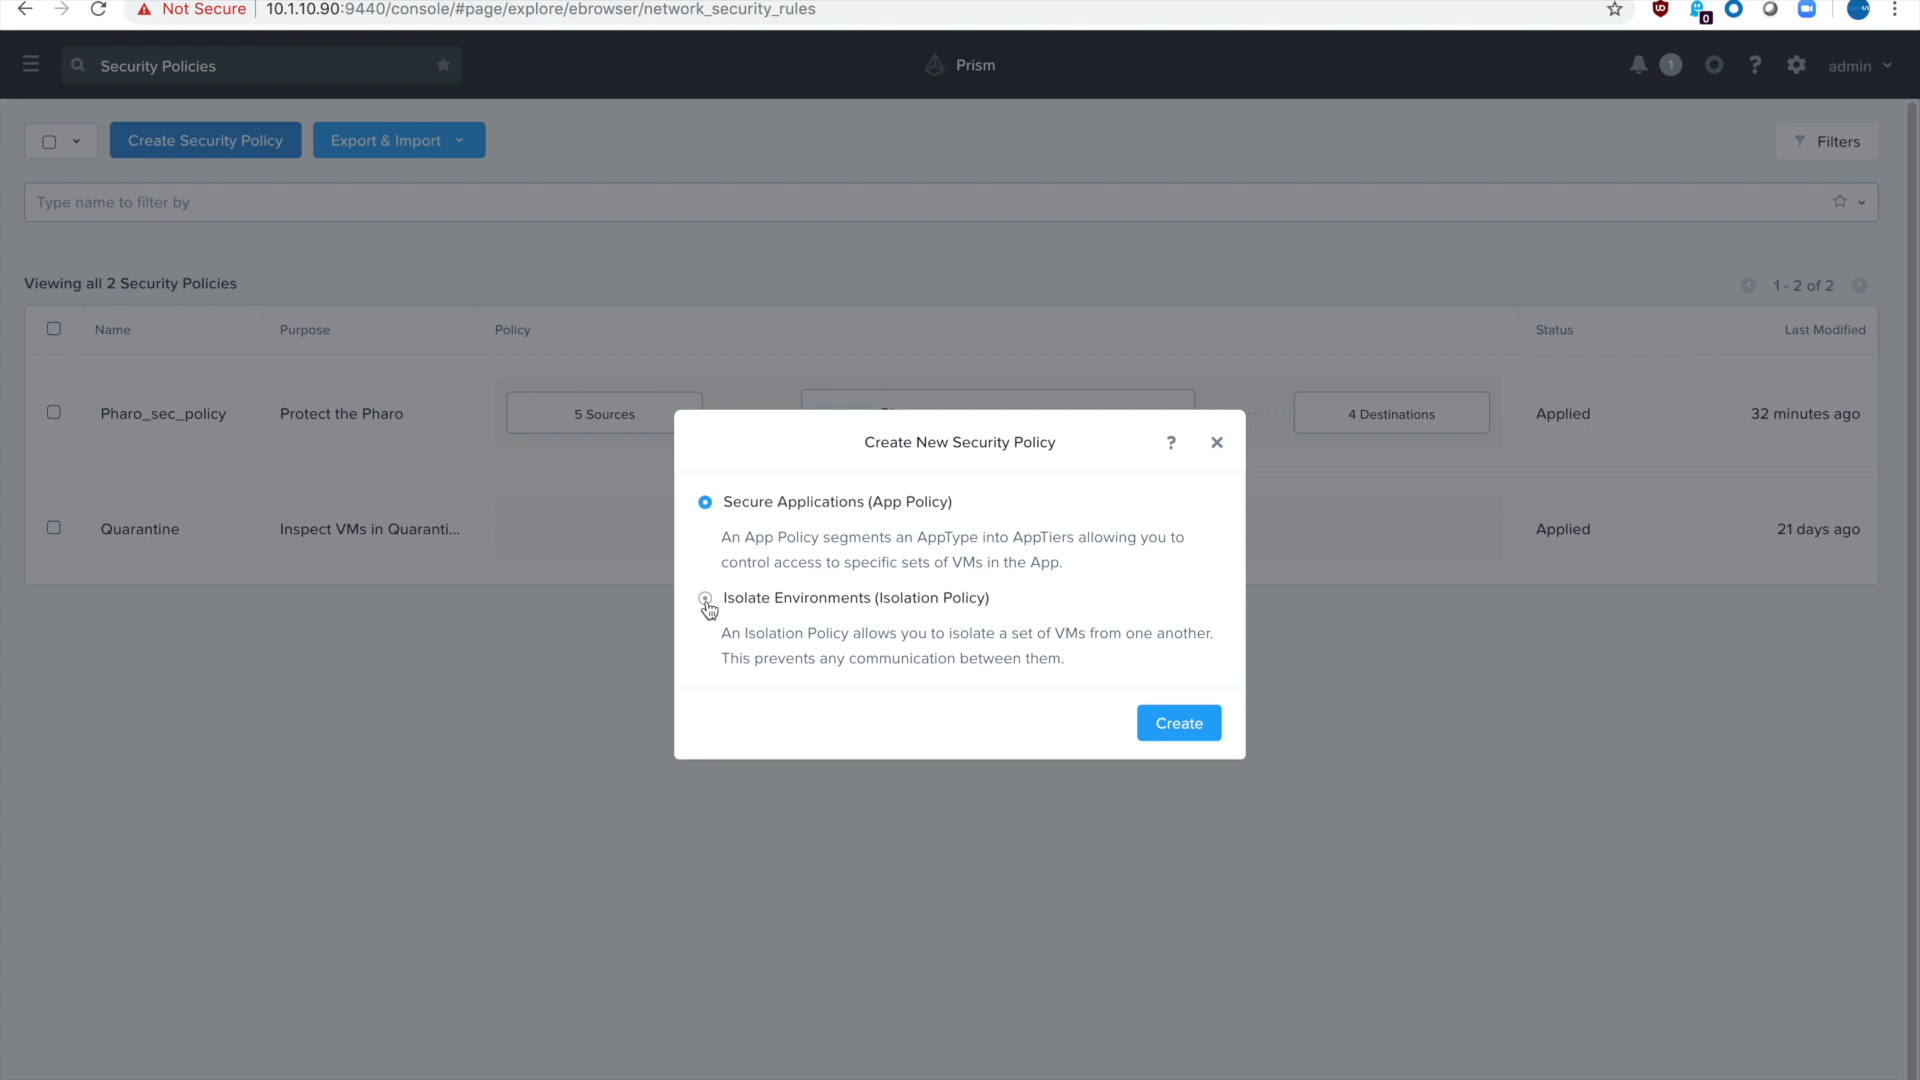 Not Secure
10.1.10.90:9440/console/#page/explore/ebrowser/network_security_rules
0
Security Policies
Prism
1
?
admin
Create Security Policy
Export & Import
Filters
Type name to filter by
Viewing all 2 Security Policies
1 - 2 of 2
Name
Purpose
Policy
Status
Last Modified
Pharo_sec_policy
Protect the Pharo
5 Sources
4 Destinations
Applied
32 minutes ago
Quarantine
Inspect VMs in Quaranti...
Applied
21 days ago
Create New Security Policy
?
Secure Applications (App Policy)
An App Policy segments an AppType into AppTiers allowing you to
control access to specific sets of VMs in the App.
Isolate Environments (Isolation Policy)
An Isolation Policy allows you to isolate a set of VMs from one another.
This prevents any communication between them.
Create